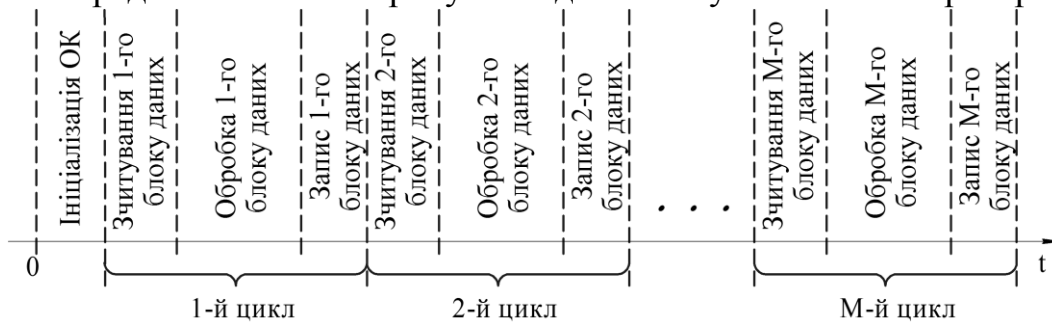 Ініціалізація ОК
Зчитування 1-го
блоку даних
Обробка 1-го
блоку даних
Запис 1-го
блоку даних
Зчитування 2-го
блоку даних
Обробка 2-го
блоку даних
Запис 2-го
блоку даних
. . .
Зчитування М-го
блоку даних
Обробка М-го
блоку даних
Запис М-го
блоку даних
0
t
1-й цикл
2-й цикл
М-й цикл